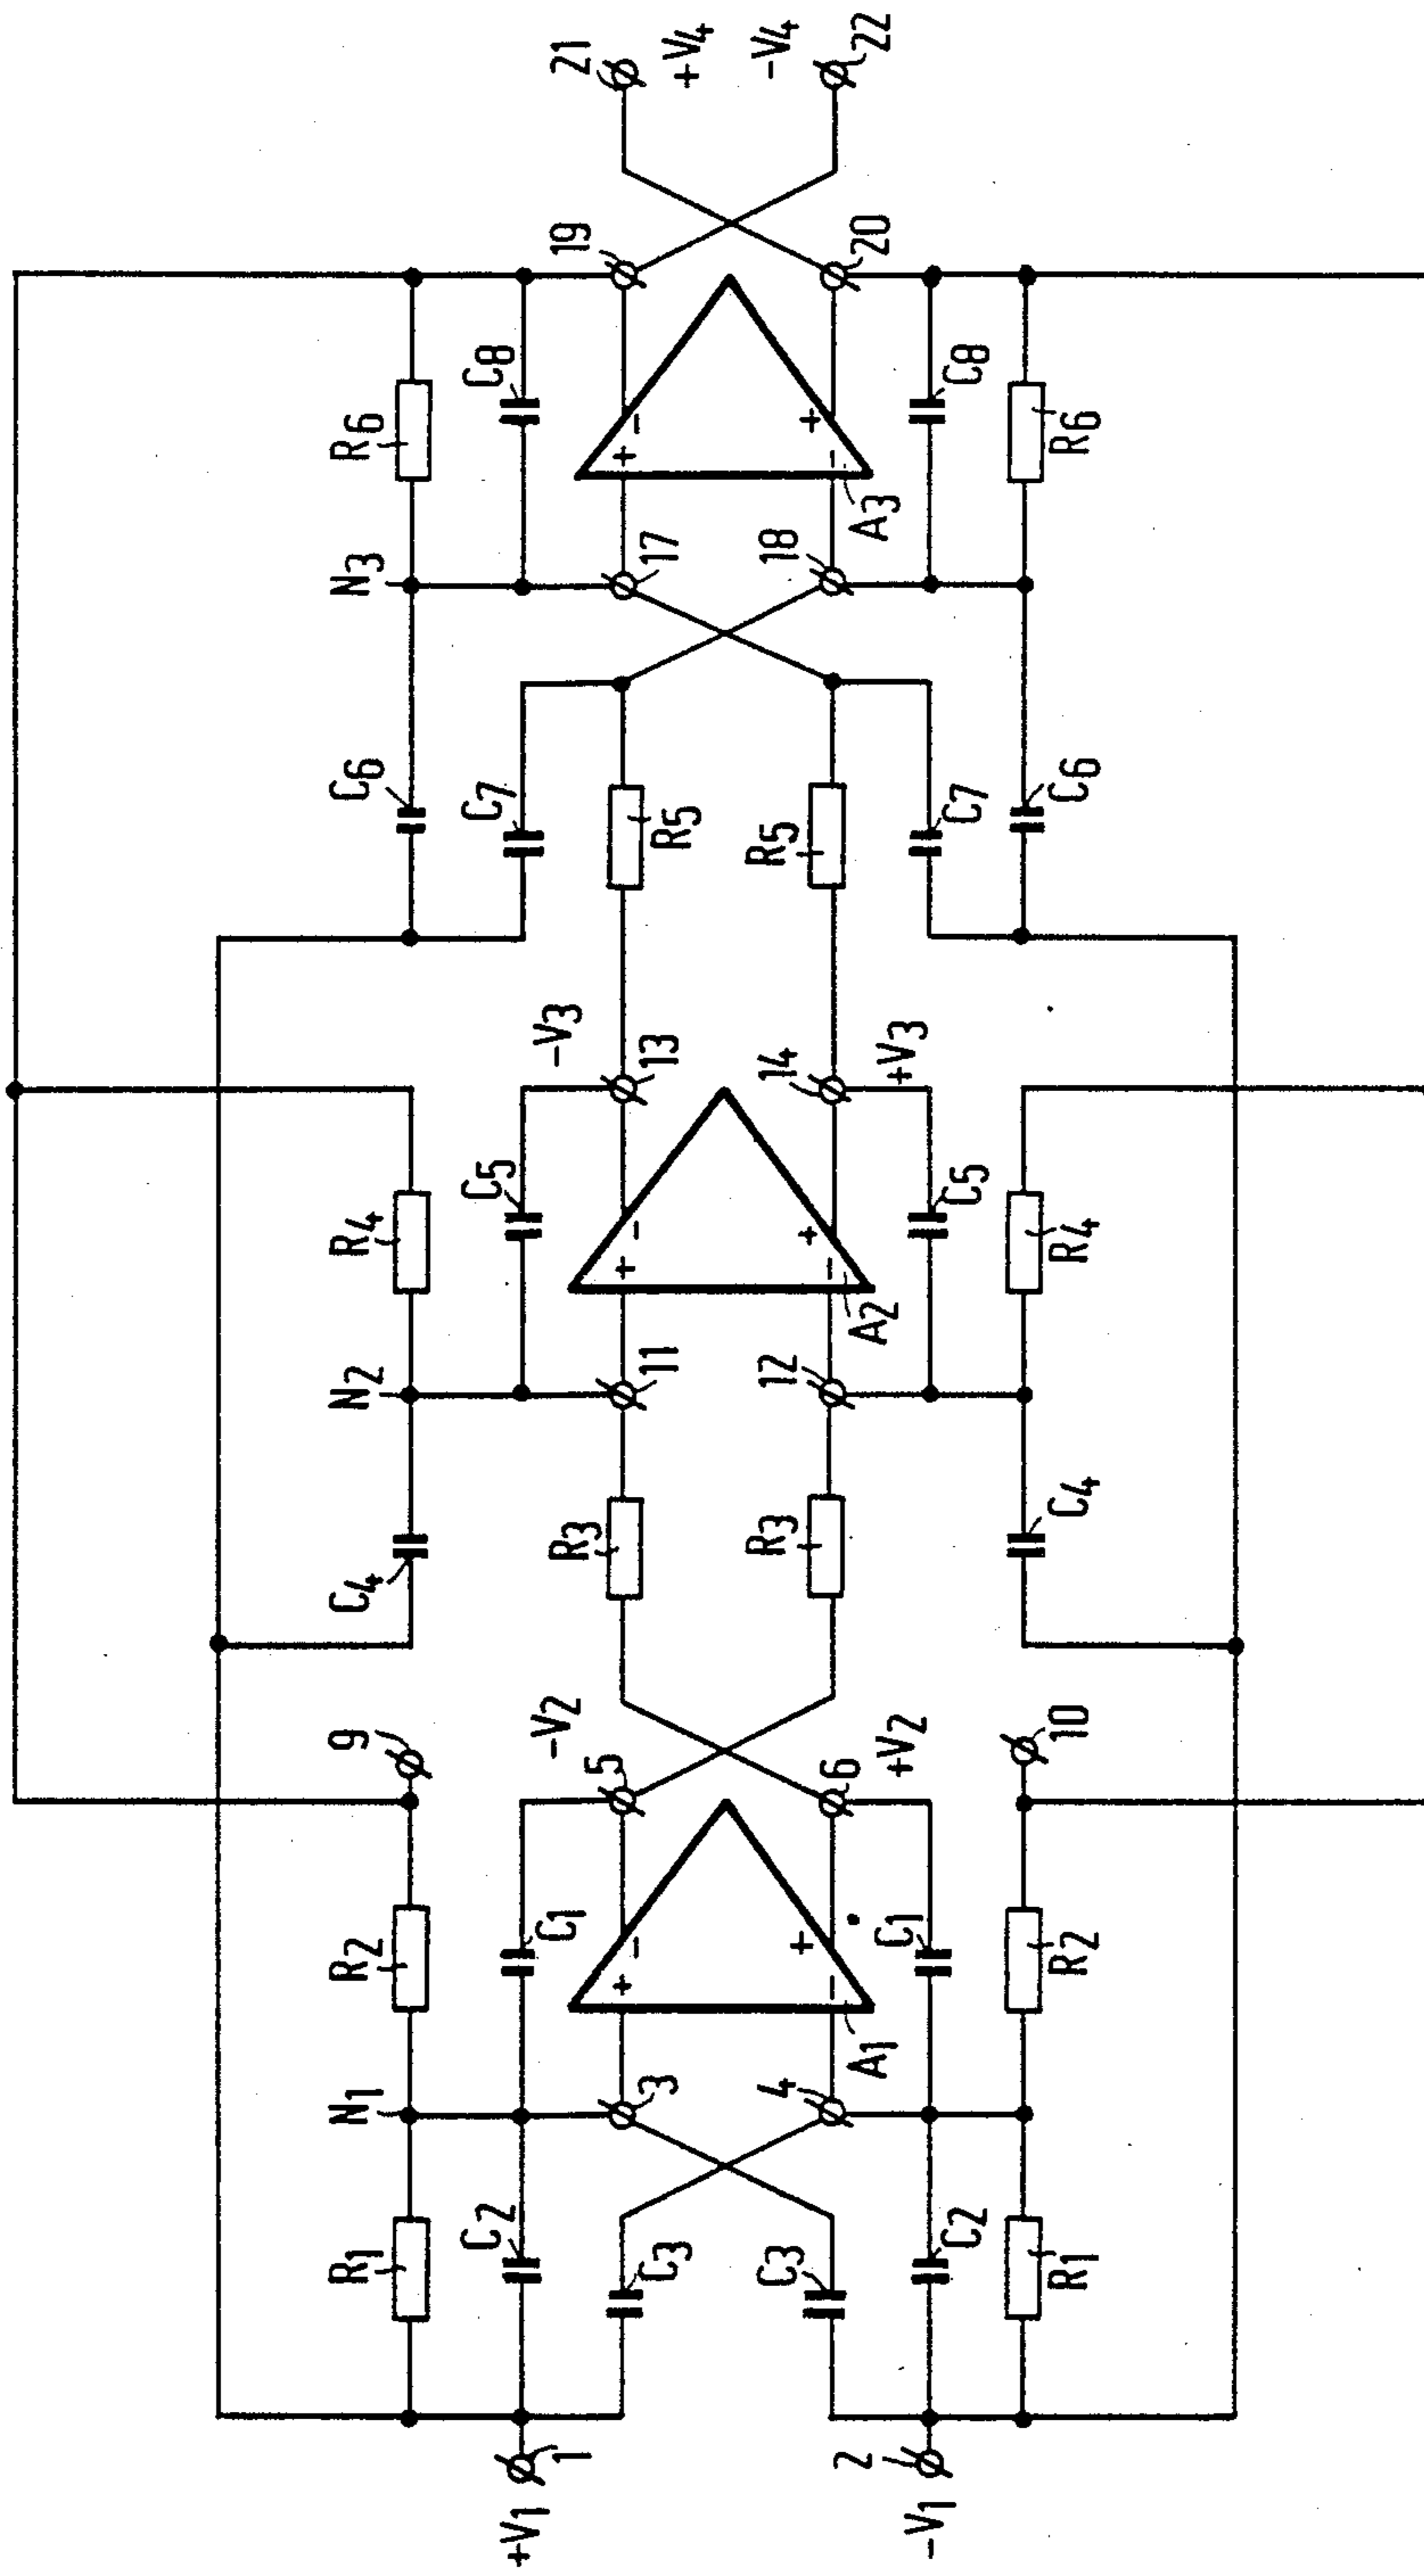 R6
R6
C8
C8
19
20
21
22
+V4
-V4
+
-
-
+
A3
N3
17
18
C6
C7
R5
R5
C7
C6
-V3
13
14
+V3
R4
C5
C5
R4
+
-
-
+
A2
N2
11
12
C4
R3
R3
C4
9
-V2
5
6
+V2
10
R2
C1
C1
R2
+
-
-
+
A1
N1
3
4
R1
C2
C3
C3
C2
R1
+V1
1
2
-V1